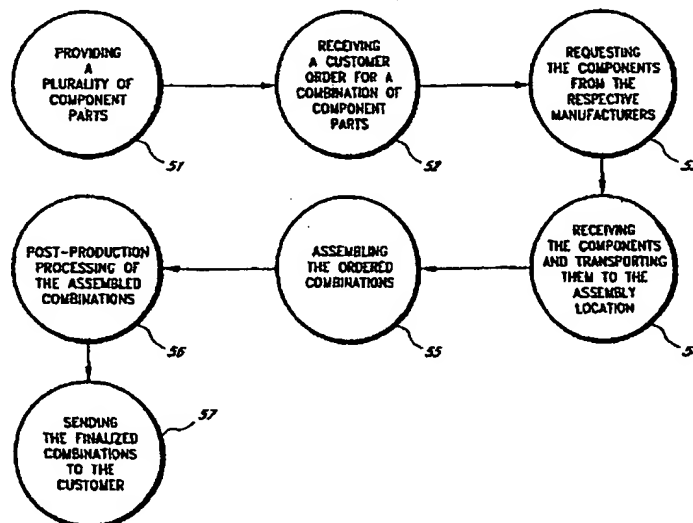 PROVIDING
A
PLURALITY OF
COMPONENT
PARTS
51
RECEIVING
A CUSTOMER
ORDER FOR A
COMBINATION OF
COMPONENT
PARTS
52
REQUESTING
THE COMPONENTS
FROM THE
RESPECTIVE
MANUFACTURERS
POST-PRODUCTION
PROCESSING OF
THE ASSEMBLED
COMBINATIONS
56
ASSEMBLING
THE ORDERED
COMBINATIONS
55
RECEIVING
THE COMPONENTS
AND TRANSPORTING
THEM TO THE
ASSEMBLY
LOCATION
SENDING
THE FINALIZED
COMBINATIONS
TO THE
CUSTOMER
57